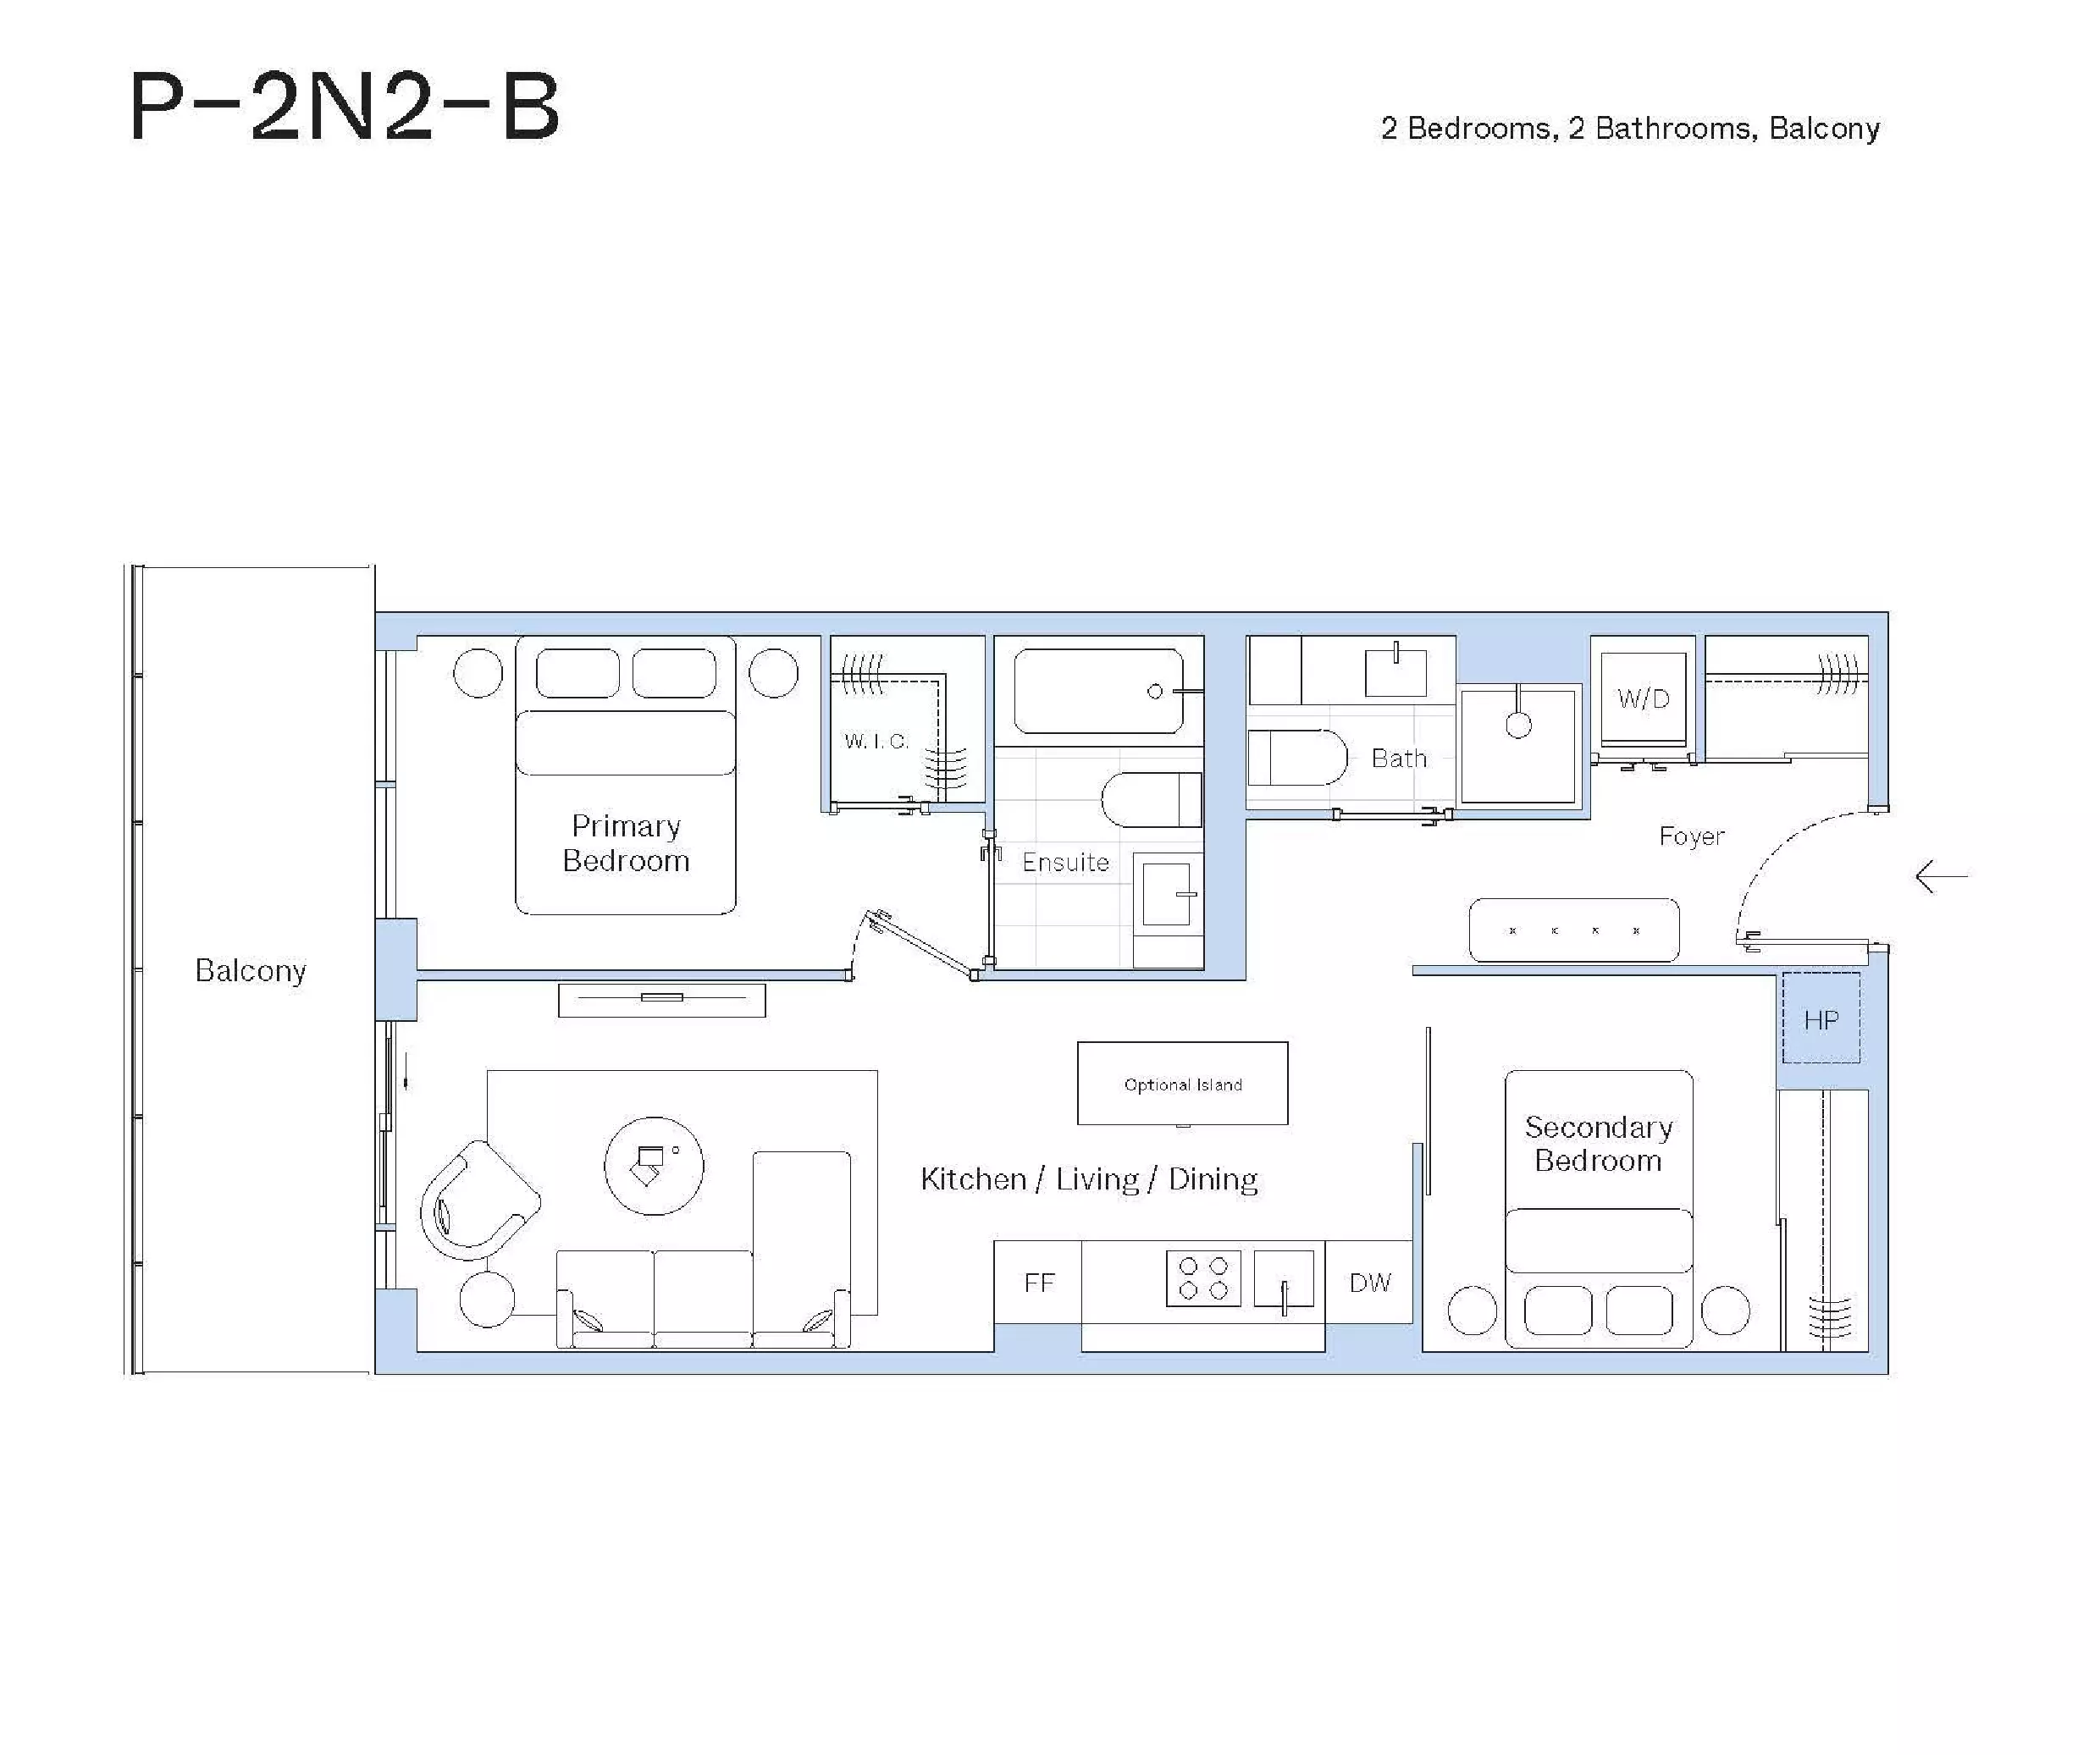 P–2N2–B
2 Bedrooms, 2 Bathrooms, Balcony
W/D
W. I. C.
Bath
Primary
Bedroom
Foyer
Ensuite
Balcony
HP
Optional Island
Secondary
Bedroom
Kitchen / Living / Dining
FF
DW